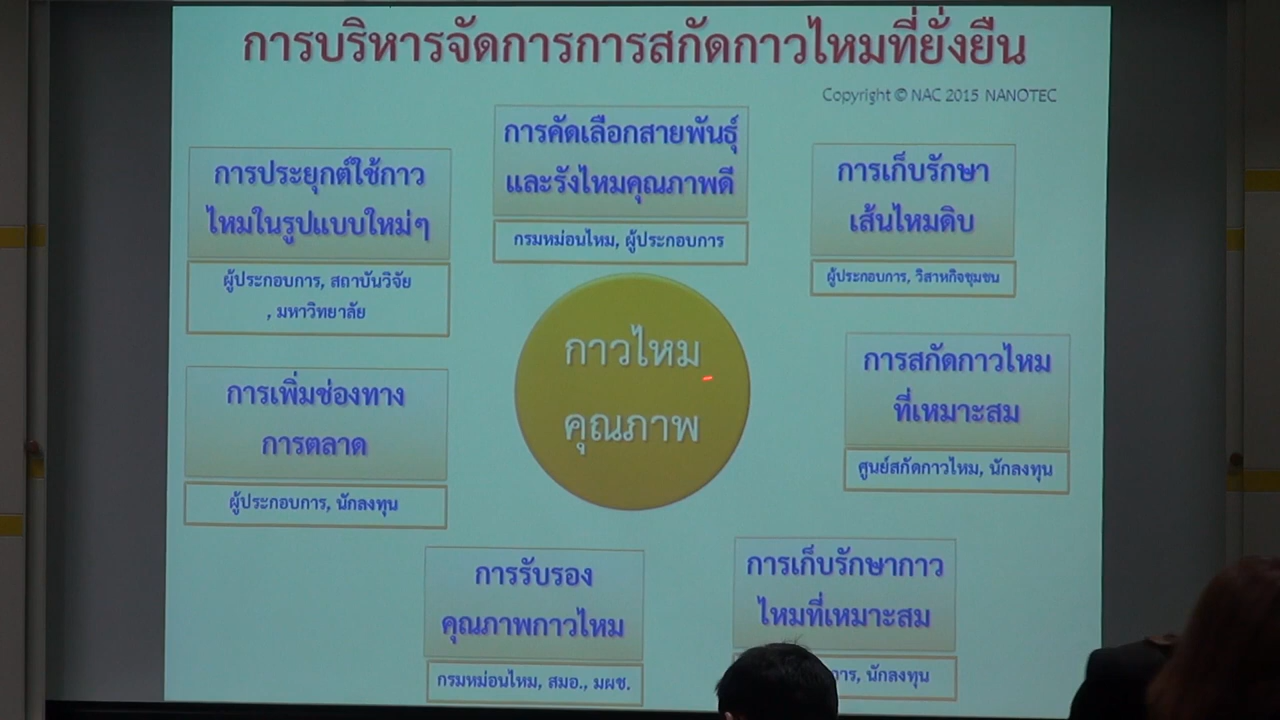 การบริหารจัดการการสกัดกาวไหมที่ยั่งยืน
Copyright © NAC 2015 NANOTEC
การคัดเลือกสายพันธุ์
และรังไหมคุณภาพดี
กรมหม่อนไหม, ผู้ประกอบการ
การเก็บรักษา
เส้นไหมดิบ
ผู้ประกอบการ, วิสาหกิจชุมชน
การสกัดกาวไหม
ที่เหมาะสม
ศูนย์สกัดกาวไหม, นักลงทุน
การเก็บรักษากาว
ไหมที่เหมาะสม
การ, นักลงทุน
การรับรอง
คุณภาพกาวไหม
กรมหม่อนไหม, สมอ., มผช.
การเพิ่มช่องทาง
การตลาด
ผู้ประกอบการ, นักลงทุน
การประยุกต์ใช้กาว
ไหมในรูปแบบใหม่ๆ
ผู้ประกอบการ, สถาบันวิจัย
, มหาวิทยาลัย
กาวไหม
คุณภาพ